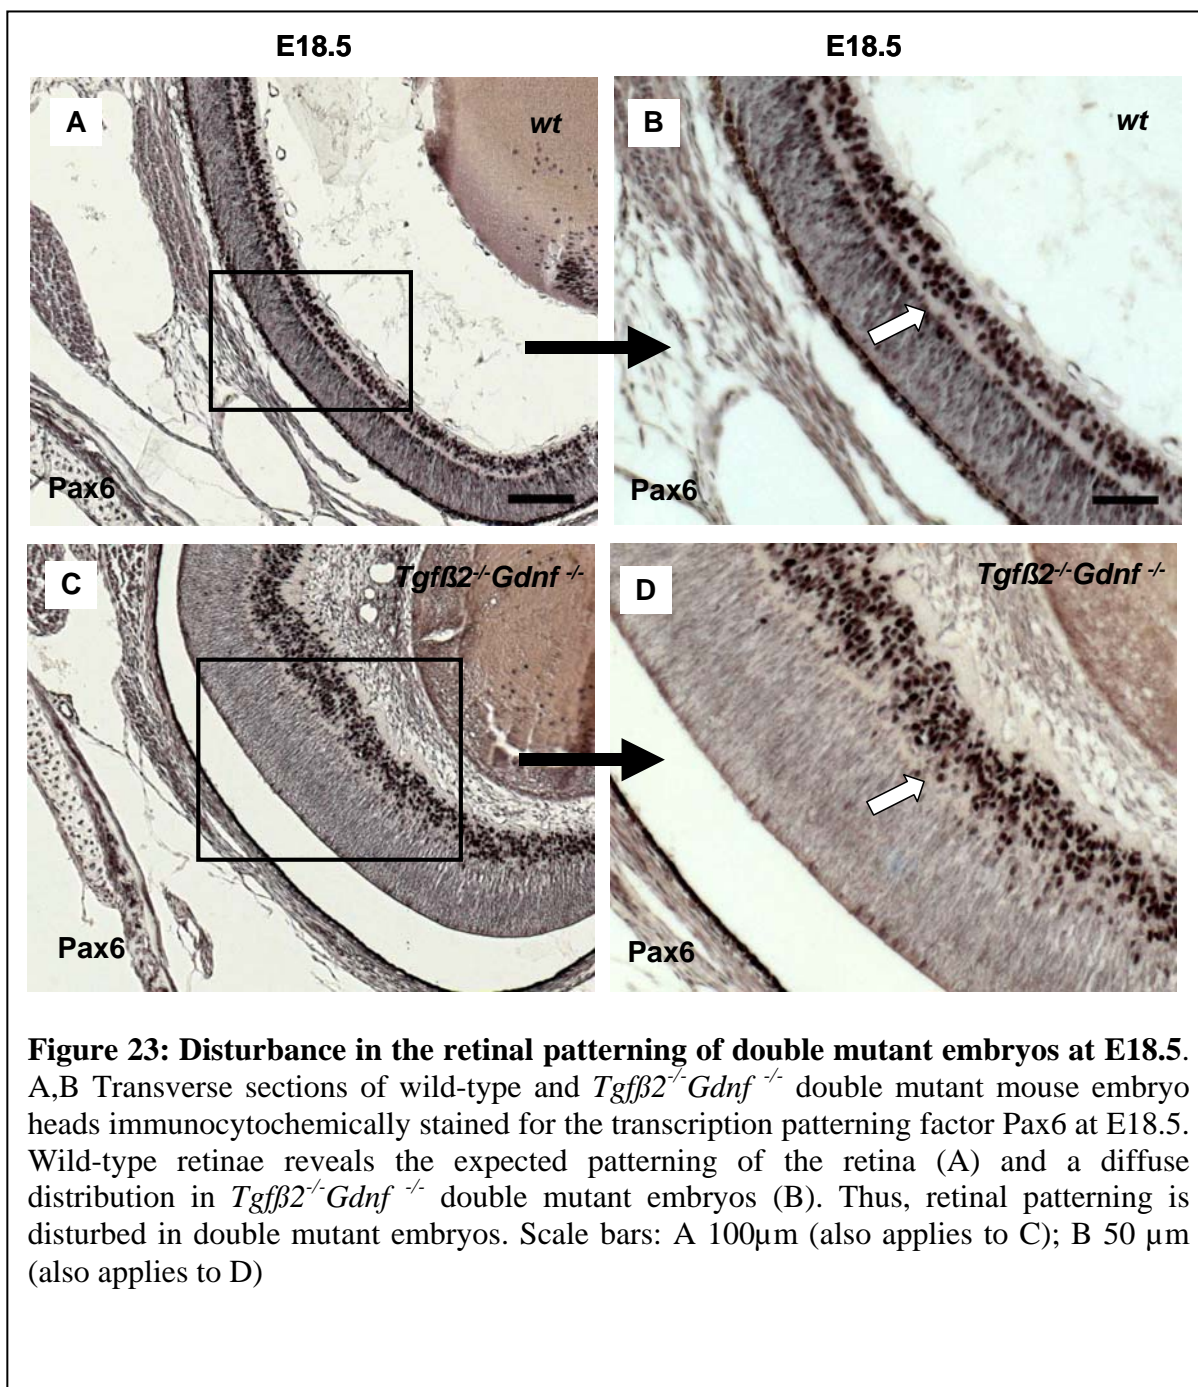 E18.5
E18.5
A
wt
B
wt
Pax6
Pax6
C
Tgfß2-/-Gdnf -/-
D
Tgfß2-/-Gdnf -/-
Pax6
Pax6
Figure 23: Disturbance in the retinal patterning of double mutant embryos at E18.5.
A,B Transverse sections of wild-type and Tgfß2-/-Gdnf -/- double mutant mouse embryo
heads immunocytochemically stained for the transcription patterning factor Pax6 at E18.5.
Wild-type retinae reveals the expected patterning of the retina (A) and a diffuse
distribution in Tgfß2-/-Gdnf -/- double mutant embryos (B). Thus, retinal patterning is
disturbed in double mutant embryos. Scale bars: A 100µm (also applies to C); B 50 µm
(also applies to D)